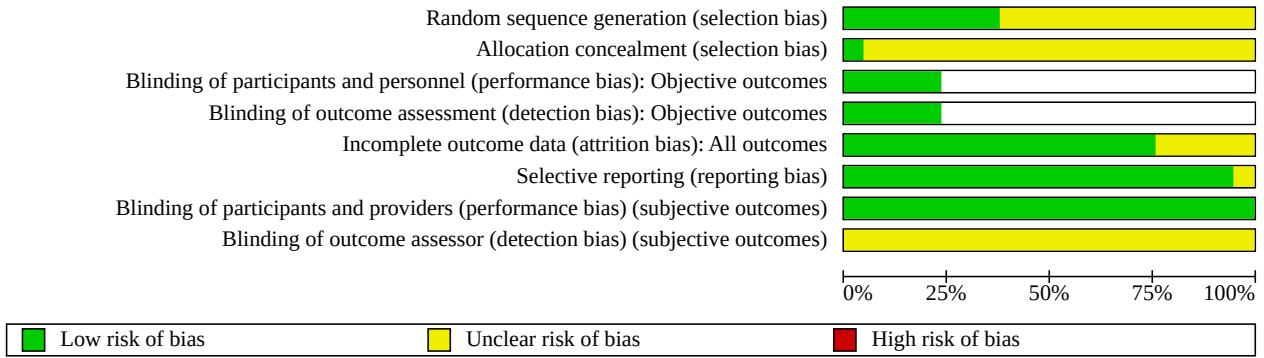 Random sequence generation (selection bias)
Allocation concealment (selection bias)
Blinding of participants and personnel (performance bias): Objective outcomes
Blinding of outcome assessment (detection bias): Objective outcomes
Incomplete outcome data (attrition bias): All outcomes
Selective reporting (reporting bias)
Blinding of participants and providers (performance bias) (subjective outcomes)
Blinding of outcome assessor (detection bias) (subjective outcomes)
0% 25% 50% 75% 100%
Low risk of bias Unclear risk of bias High risk of bias